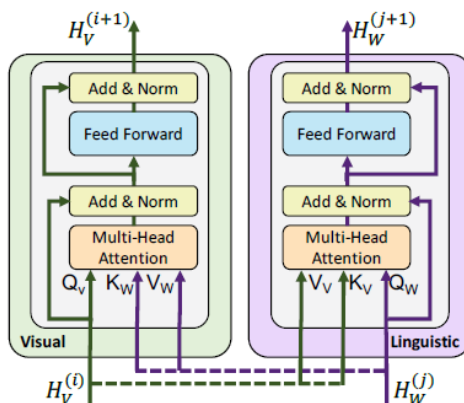 H_V^{(i+1)} H_W^{(j+1)}
Add & Norm Add & Norm
Feed Forward Feed Forward
Add & Norm Add & Norm
Multi-Head Multi-Head
Attention Attention
Q_v K_W V_W V_V K_V Q_W
Visual Linguistic
H_V^{(i)} H_W^{(j)}